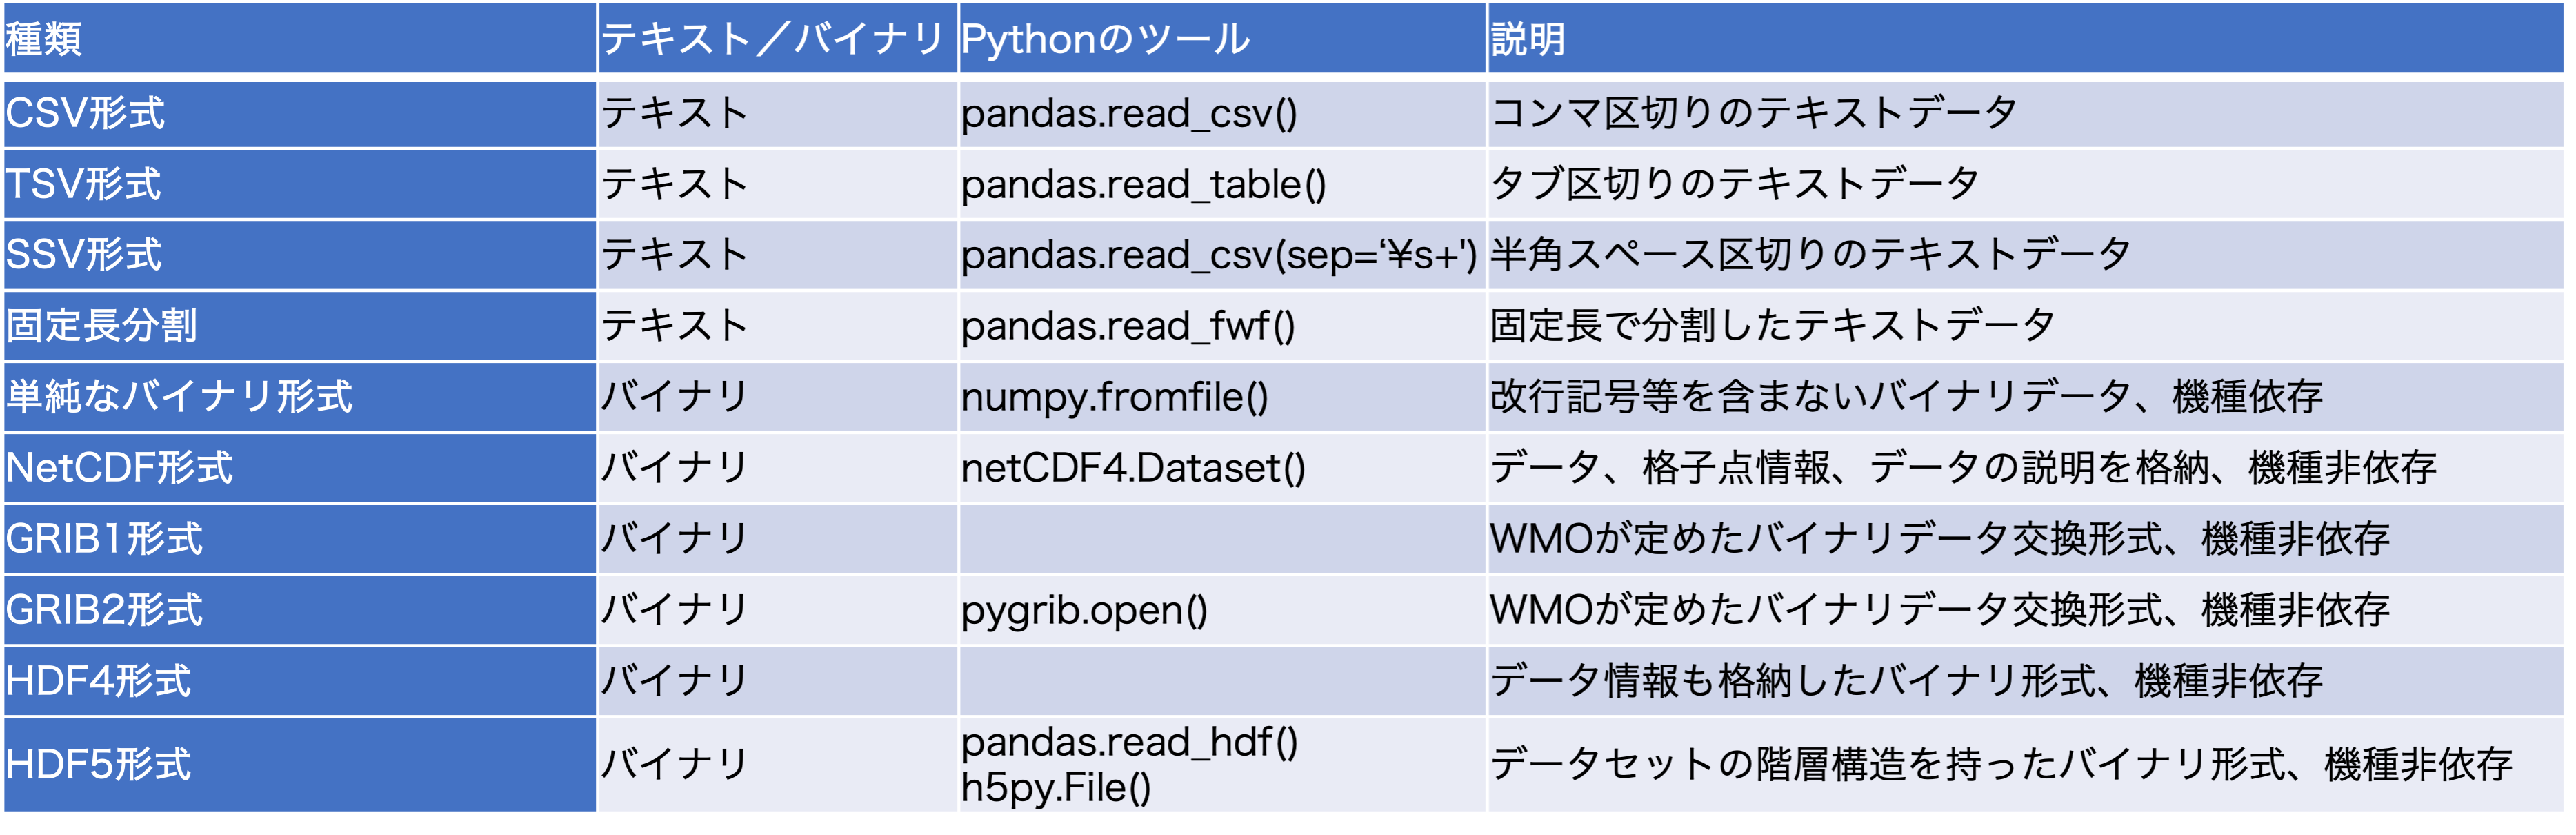 種類 テキスト／バイナリ Pythonのツール 説明
CSV形式 テキスト pandas.read_csv() コンマ区切りのテキストデータ
TSV形式 テキスト pandas.read_table() タブ区切りのテキストデータ
SSV形式 テキスト pandas.read_csv(sep=‘¥s+') 半角スペース区切りのテキストデータ
固定長分割 テキスト pandas.read_fwf() 固定長で分割したテキストデータ
単純なバイナリ形式 バイナリ numpy.fromfile() 改行記号等を含まないバイナリデータ、機種依存
NetCDF形式 バイナリ netCDF4.Dataset() データ、格子点情報、データの説明を格納、機種非依存
GRIB1形式 バイナリ WMOが定めたバイナリデータ交換形式、機種非依存
GRIB2形式 バイナリ pygrib.open() WMOが定めたバイナリデータ交換形式、機種非依存
HDF4形式 バイナリ データ情報も格納したバイナリ形式、機種非依存
HDF5形式 バイナリ pandas.read_hdf()
h5py.File() データセットの階層構造を持ったバイナリ形式、機種非依存